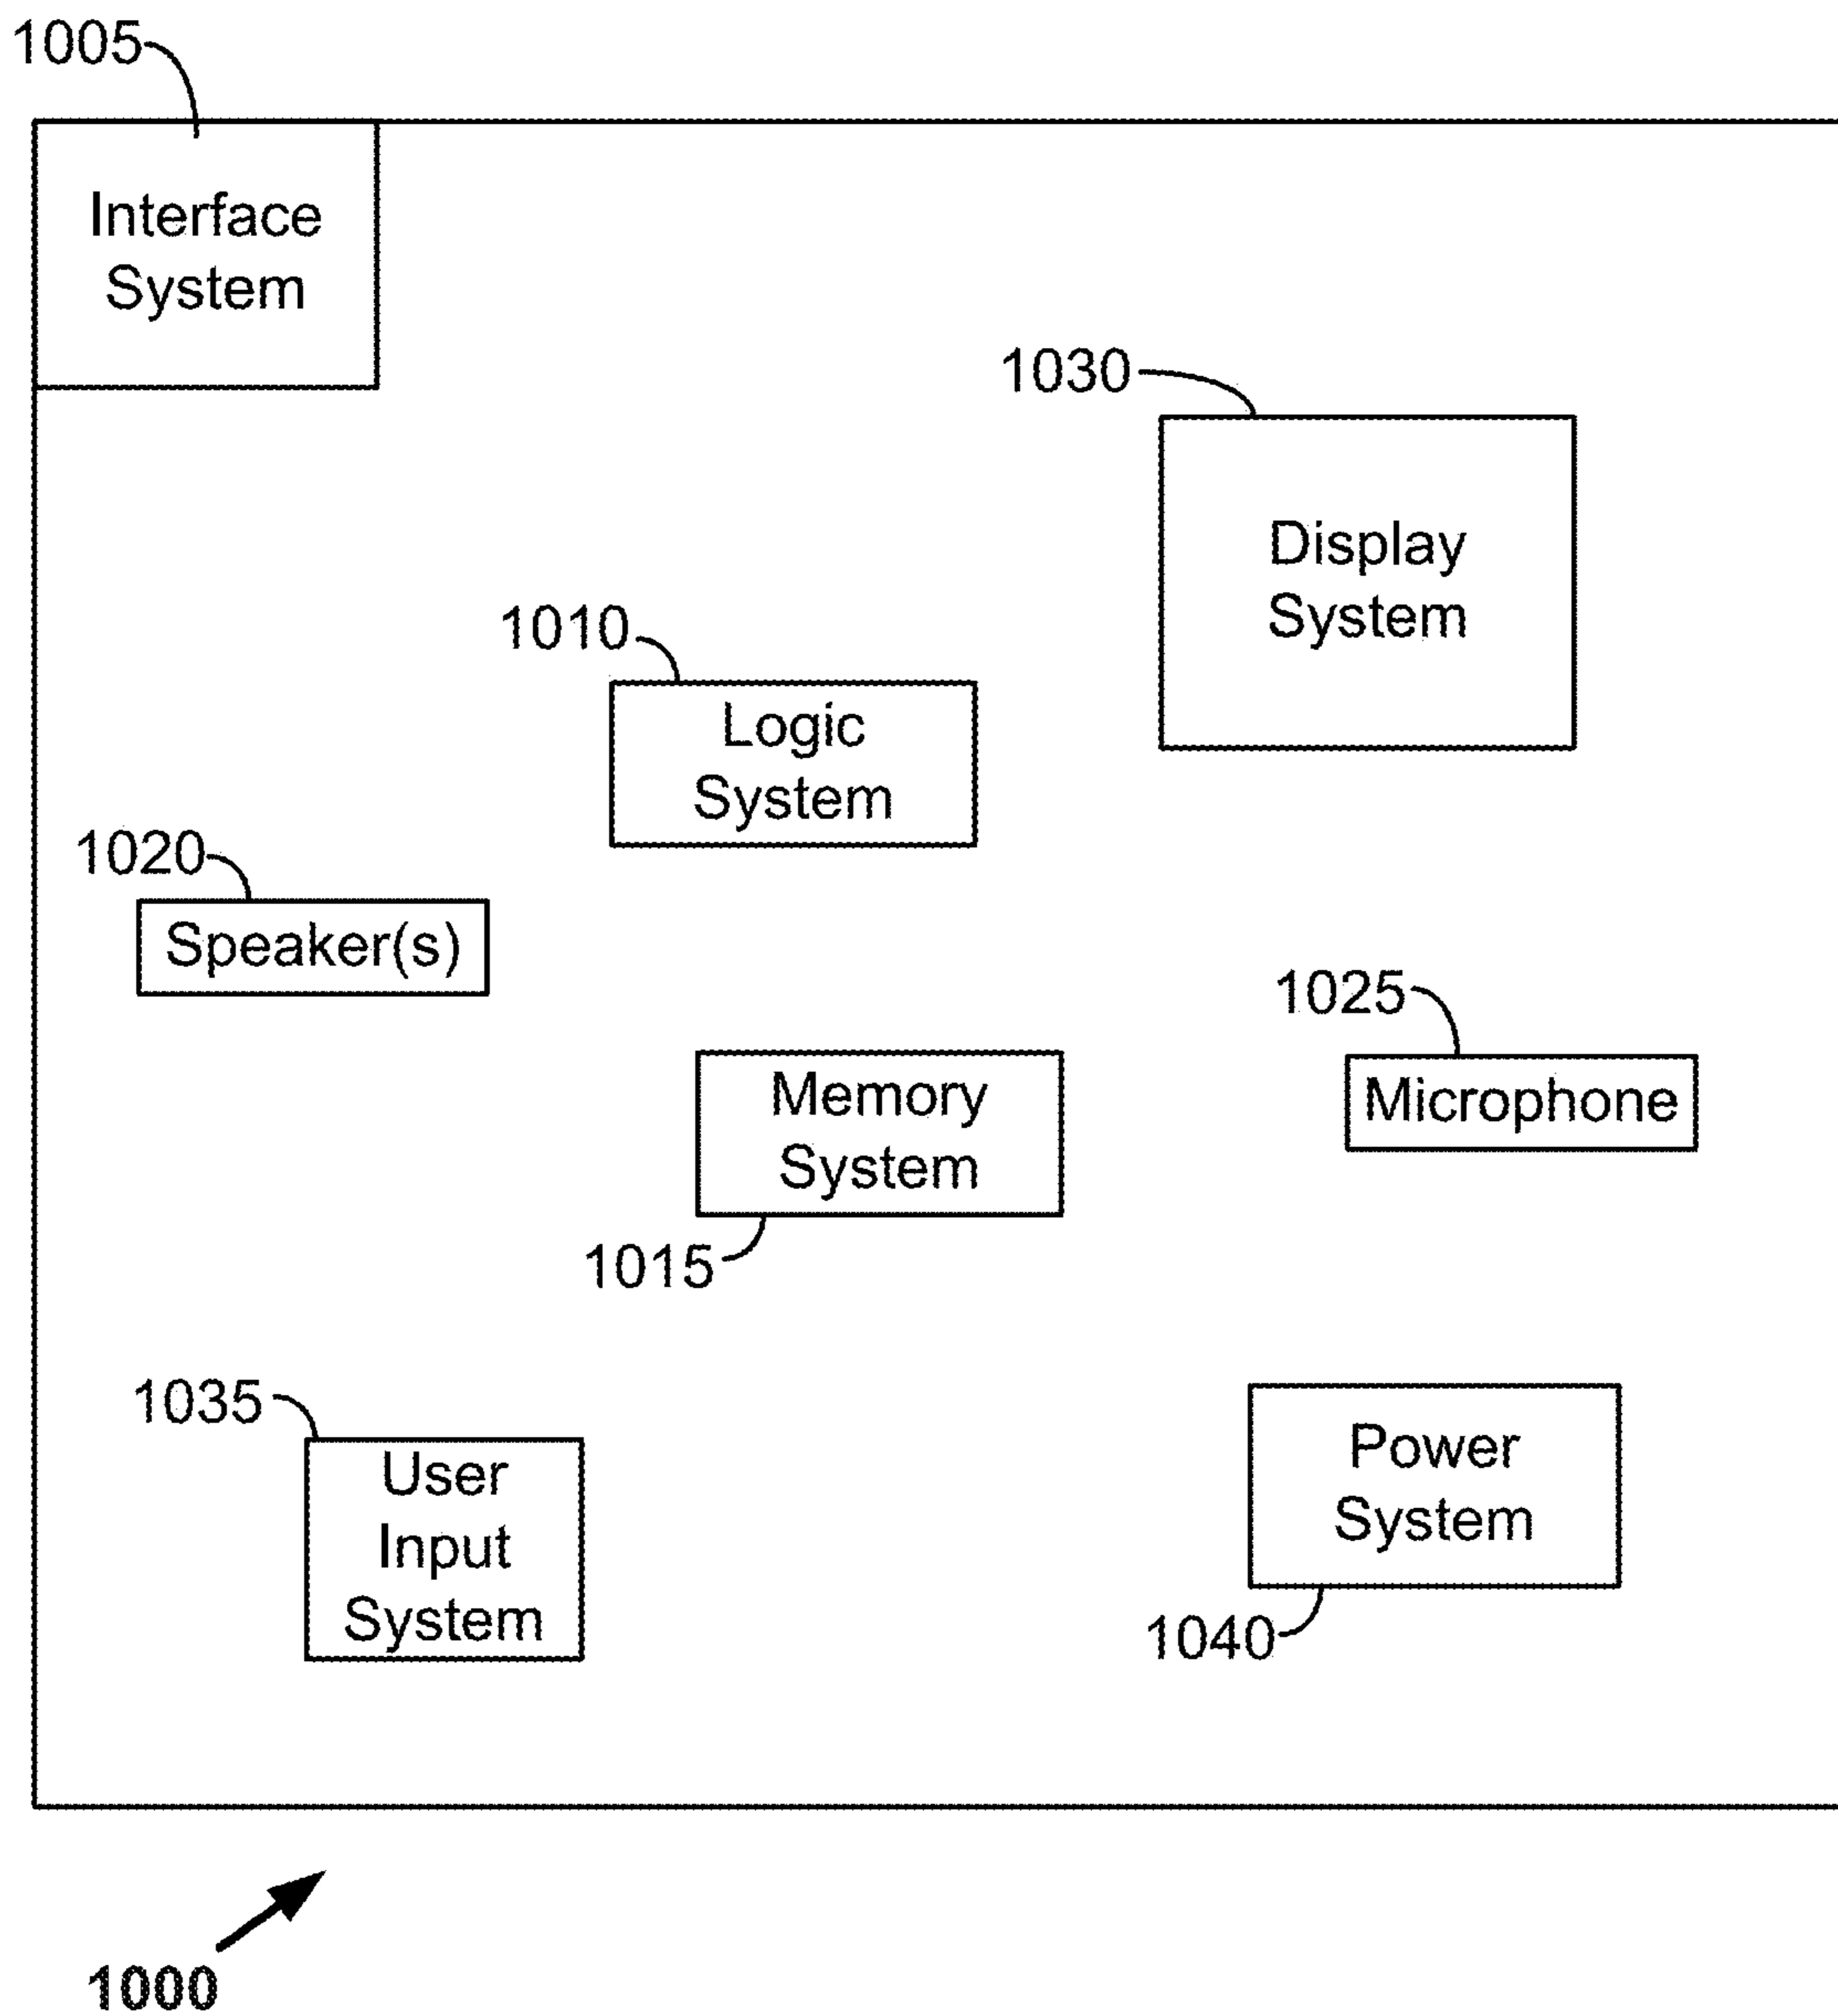 1005
Interface
System
1030
Display
System
1010
Logic
System
1020
Speaker(s)
1025
Microphone
Memory
System
1015
1035
User
Input
System
Power
System
1040
1000